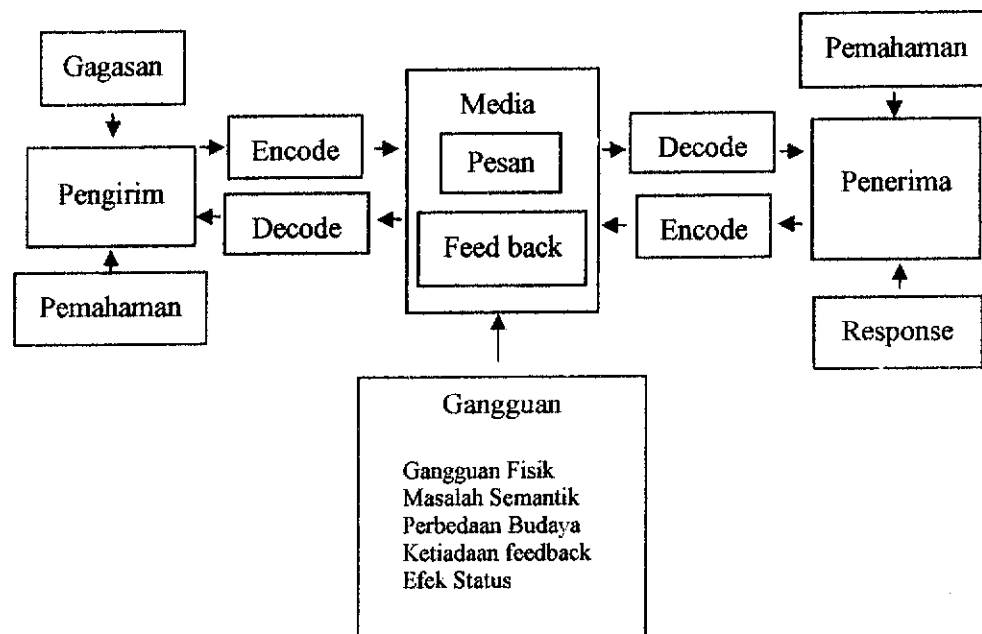 Gagasan
Pemahaman
Media
Encode
Pesan
Decode
Pengirim
Penerima
Decode
Feed back
Encode
Pemahaman
Response
Gangguan
Gangguan Fisik
Masalah Semantik
Perbedaan Budaya
Ketiadaan feedback
Efek Status